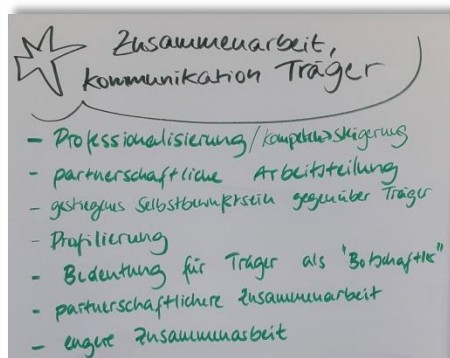 Zusammenarbeit,
Kommunikation Träger
- Professionalisierung/Kompetenzsteigerung
- partnerschaftliche Arbeitsteilung
- gestiegenes Selbstbewusstsein gegenüber Träger
- Profilierung
- Bedeutung für Träger als "Botschafter"
- partnerschaftlichere Zusammenarbeit
- engere Zusammenarbeit